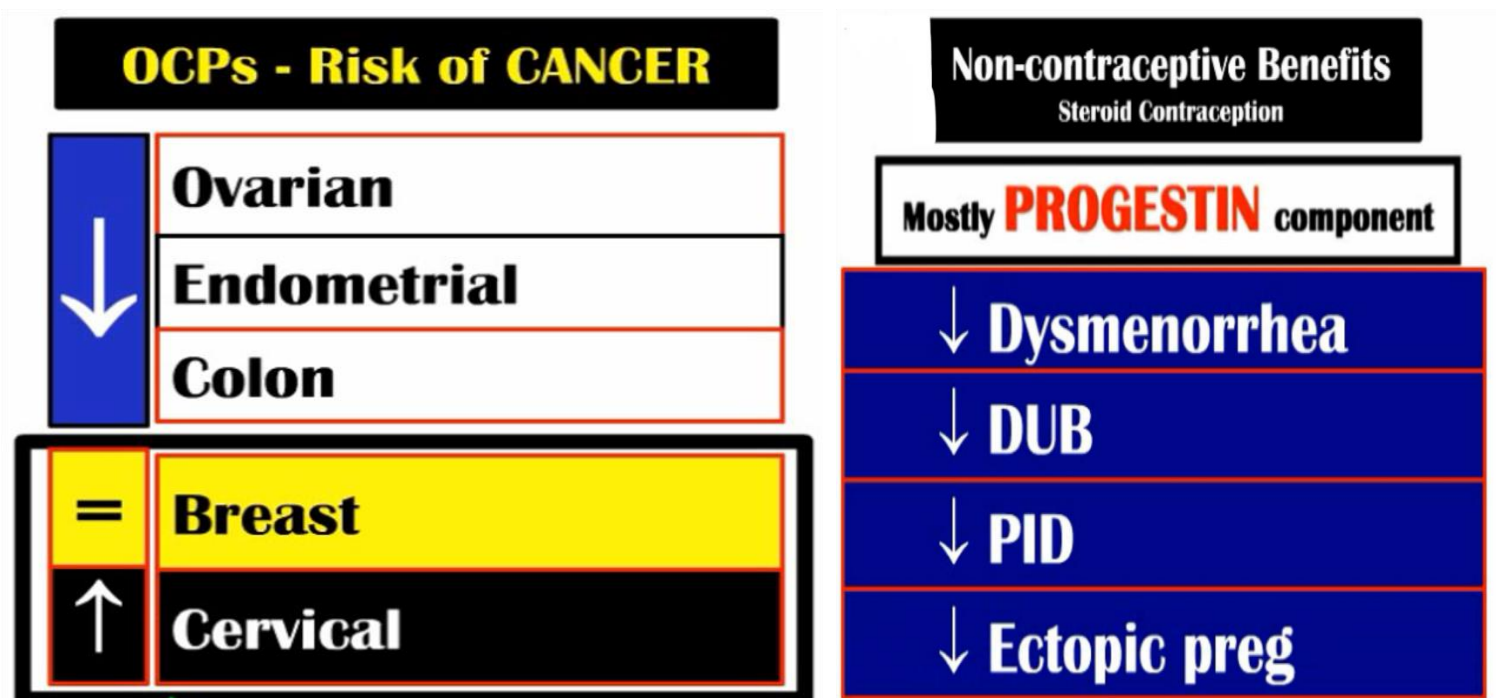 OCPs - Risk of CANCER
↓
Ovarian
Endometrial
Colon
= Breast
↑ Cervical
Non-contraceptive Benefits
Steroid Contraception
Mostly PROGESTIN component
↓ Dysmenorrhea
↓ DUB
↓ PID
↓ Ectopic preg